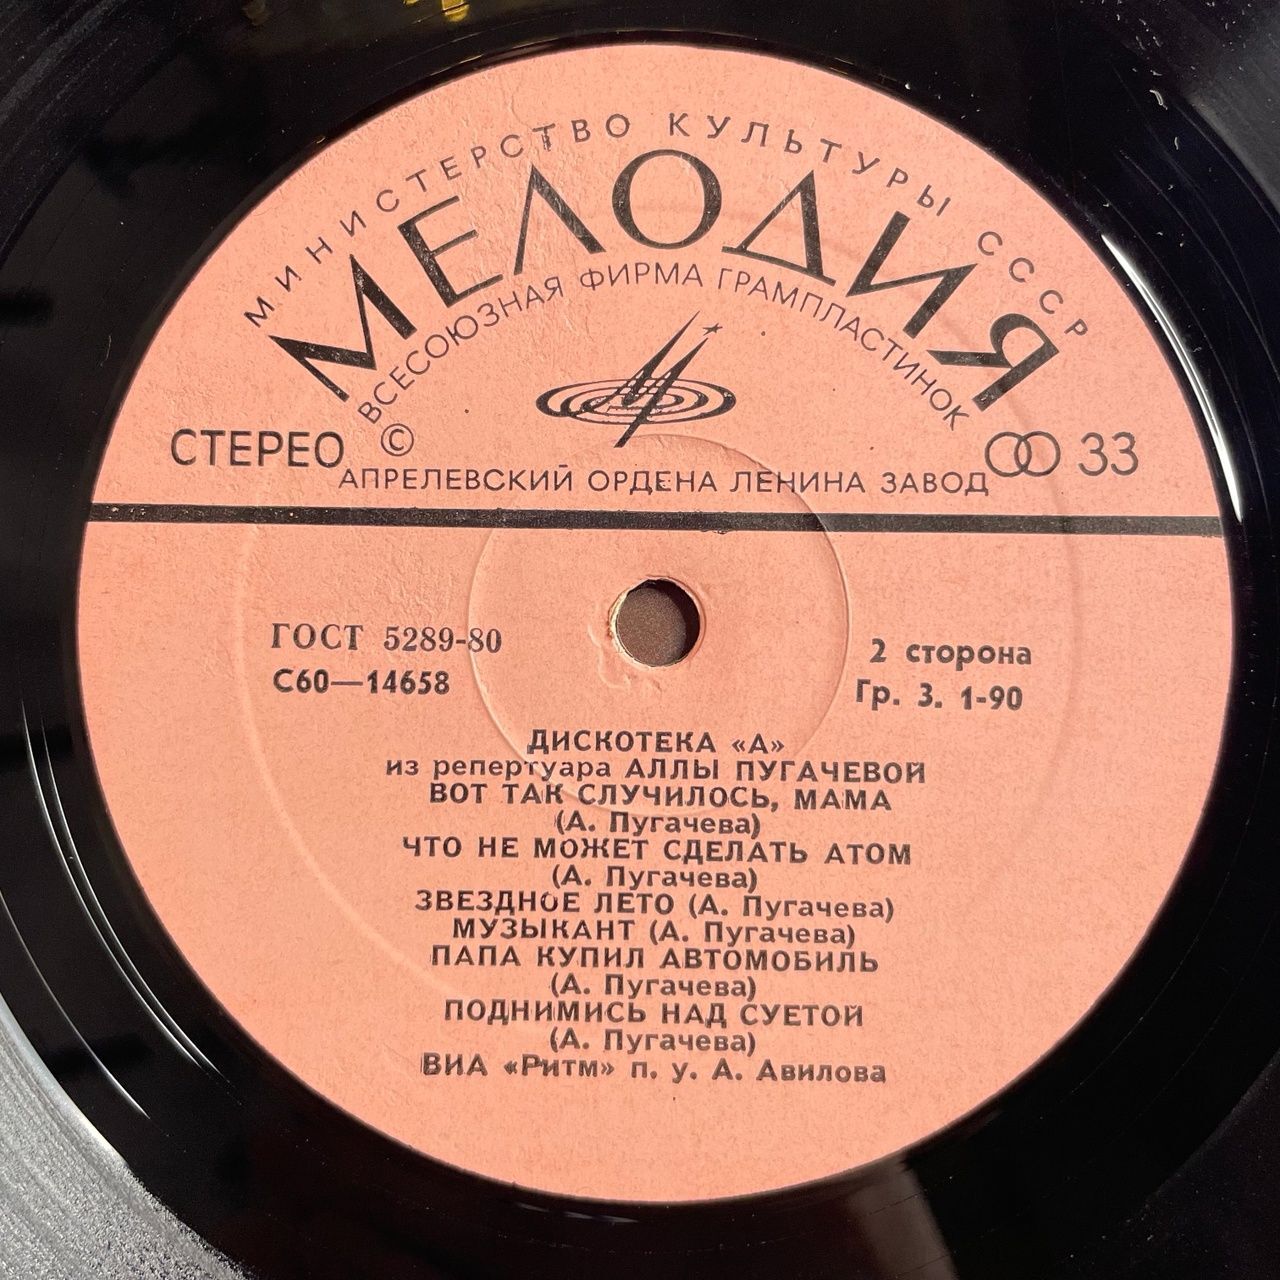 МИНИСТЕРСТВО КУЛЬТУРЫ СССР
МЕЛОДИЯ
ВСЕСОЮЗНАЯ ФИРМА ГРАМПЛАСТИНОК
СТЕРЕО © 33
АПРЕЛЕВСКИЙ ОРДЕНА ЛЕНИНА ЗАВОД
ГОСТ 5289-80
С60—14658
2 сторона
Гр. 3. 1-90
ДИСКОТЕКА «А»
из репертуара АЛЛЫ ПУГАЧЕВОЙ
ВОТ ТАК СЛУЧИЛОСЬ, МАМА
(А. Пугачева)
ЧТО НЕ МОЖЕТ СДЕЛАТЬ АТОМ
(А. Пугачева)
ЗВЕЗДНОЕ ЛЕТО (А. Пугачева)
МУЗЫКАНТ (А. Пугачева)
ПАПА КУПИЛ АВТОМОБИЛЬ
(А. Пугачева)
ПОДНИМИСЬ НАД СУЕТОЙ
(А. Пугачева)
ВИА «Ритм» п. у. А. Авилова